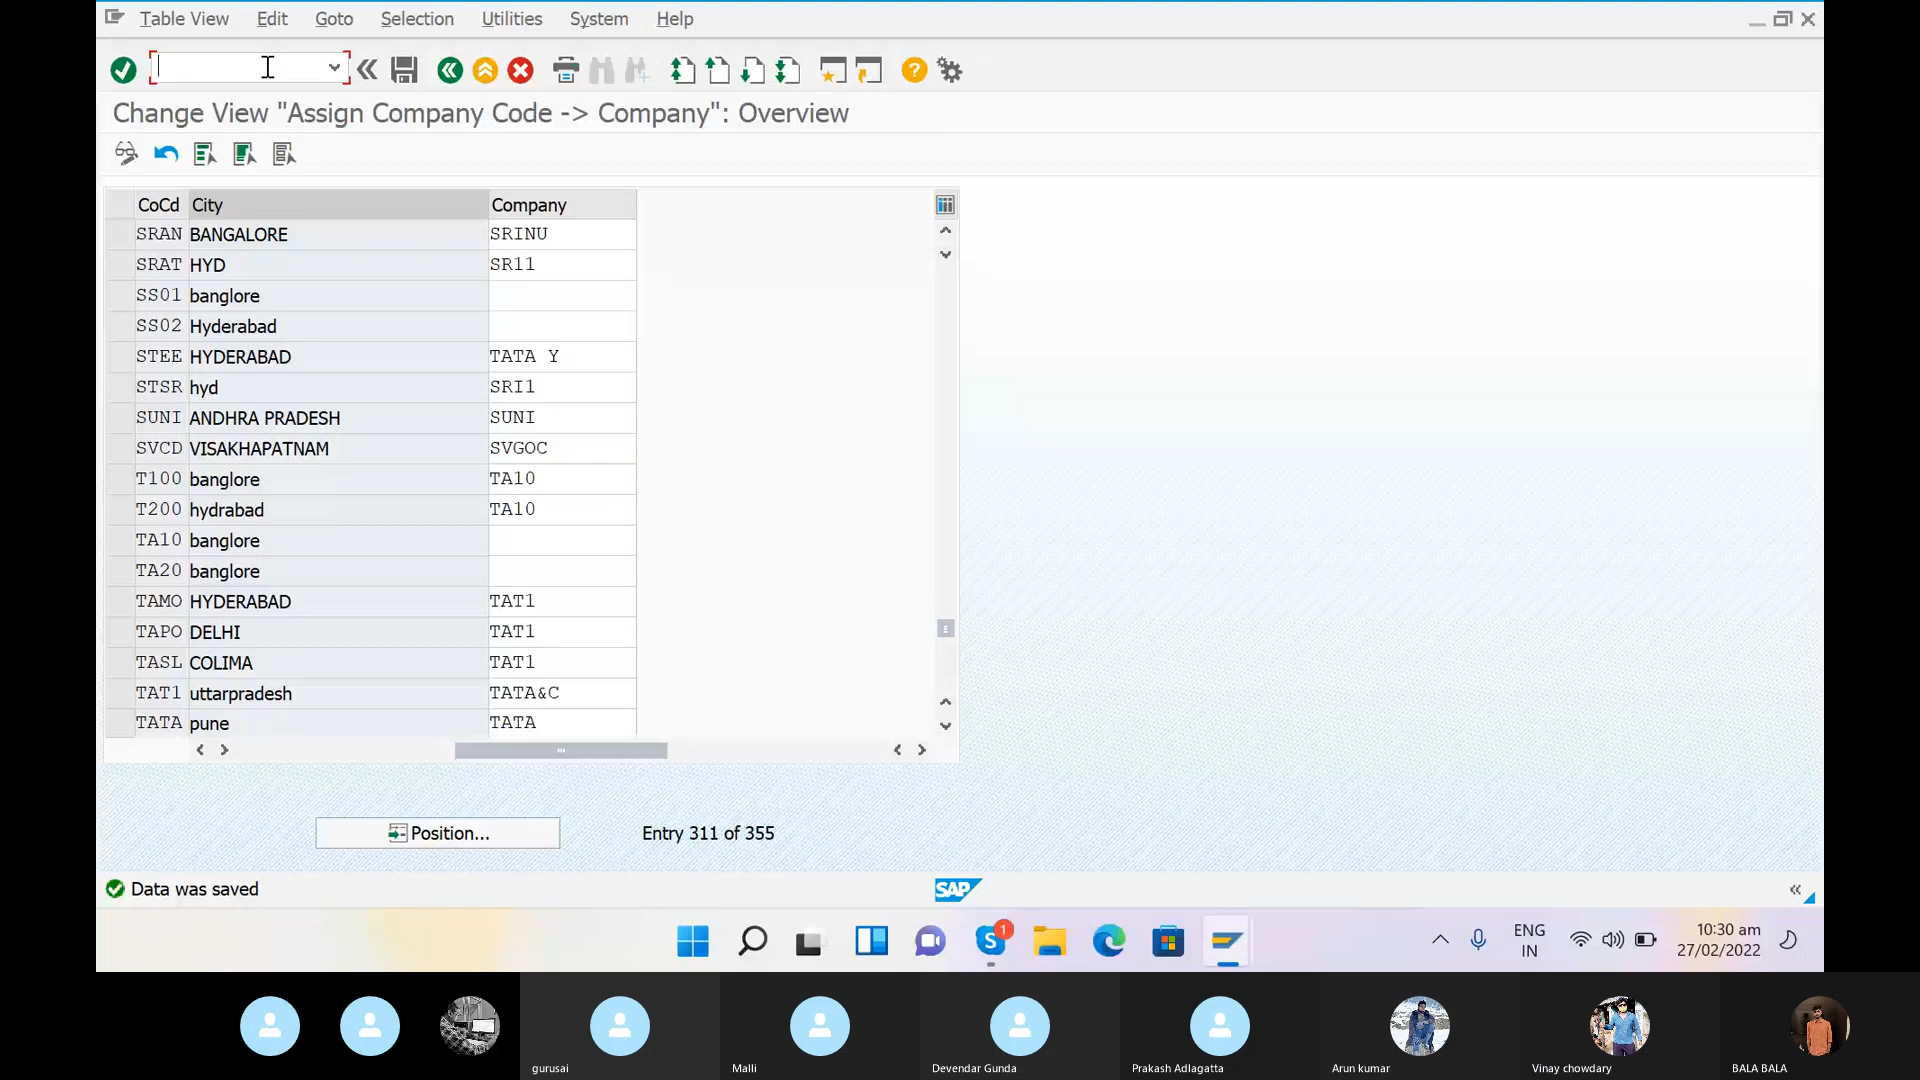 Table View Edit Goto Selection Utilities System Help
Change View "Assign Company Code -> Company": Overview
CoCd City Company
SRAN BANGALORE SRINU
SRAT HYD SR11
SS01 banglore
SS02 Hyderabad
STEE HYDERABAD TATA Y
STSR hyd SRI1
SUNI ANDHRA PRADESH SUNI
SVCD VISAKHAPATNAM SVGOC
T100 banglore TA10
T200 hydrabad TA10
TA10 banglore
TA20 banglore
TAMO HYDERABAD TAT1
TAPO DELHI TAT1
TASL COLIMA TAT1
TAT1 uttarpradesh TATA&C
TATA pune TATA
Position... Entry 311 of 355
Data was saved SAP
S 1
ENG 10:30 am
IN 27/02/2022
gurusai Malli Devendar Gunda Prakash Adlagatta Arun kumar Vinay chowdary BALA BALA